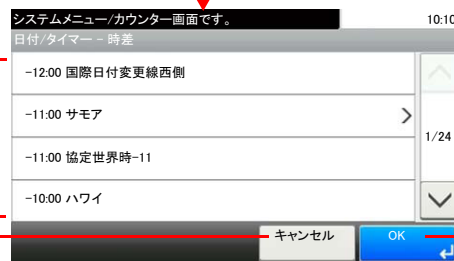 システムメニュー/カウンター画面です。 10:10
日付/タイマー - 時差
-12:00 国際日付変更線西側
-11:00 サモア
-11:00 協定世界時-11
1/24
-10:00 ハワイ
キャンセル OK